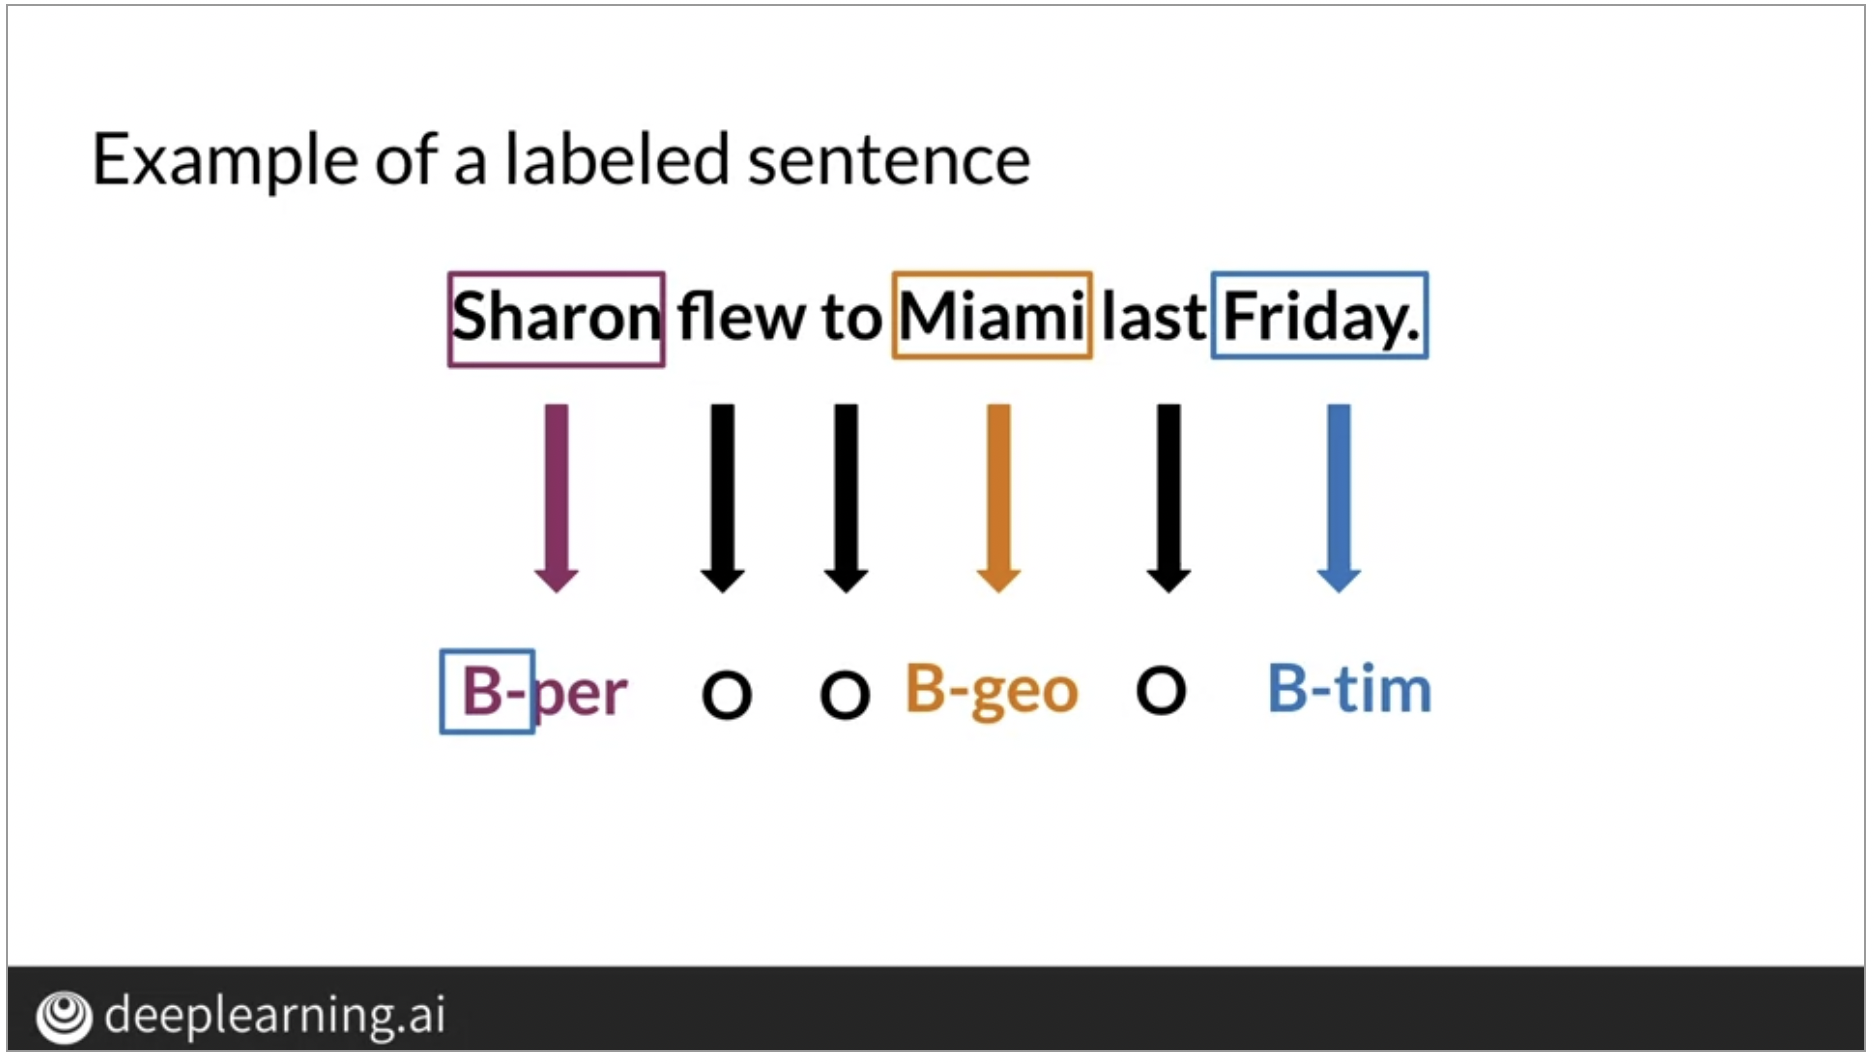 Example of a labeled sentence
Sharon flew to Miami last Friday.
B-per O O B-geo O B-tim
deeplearning.ai